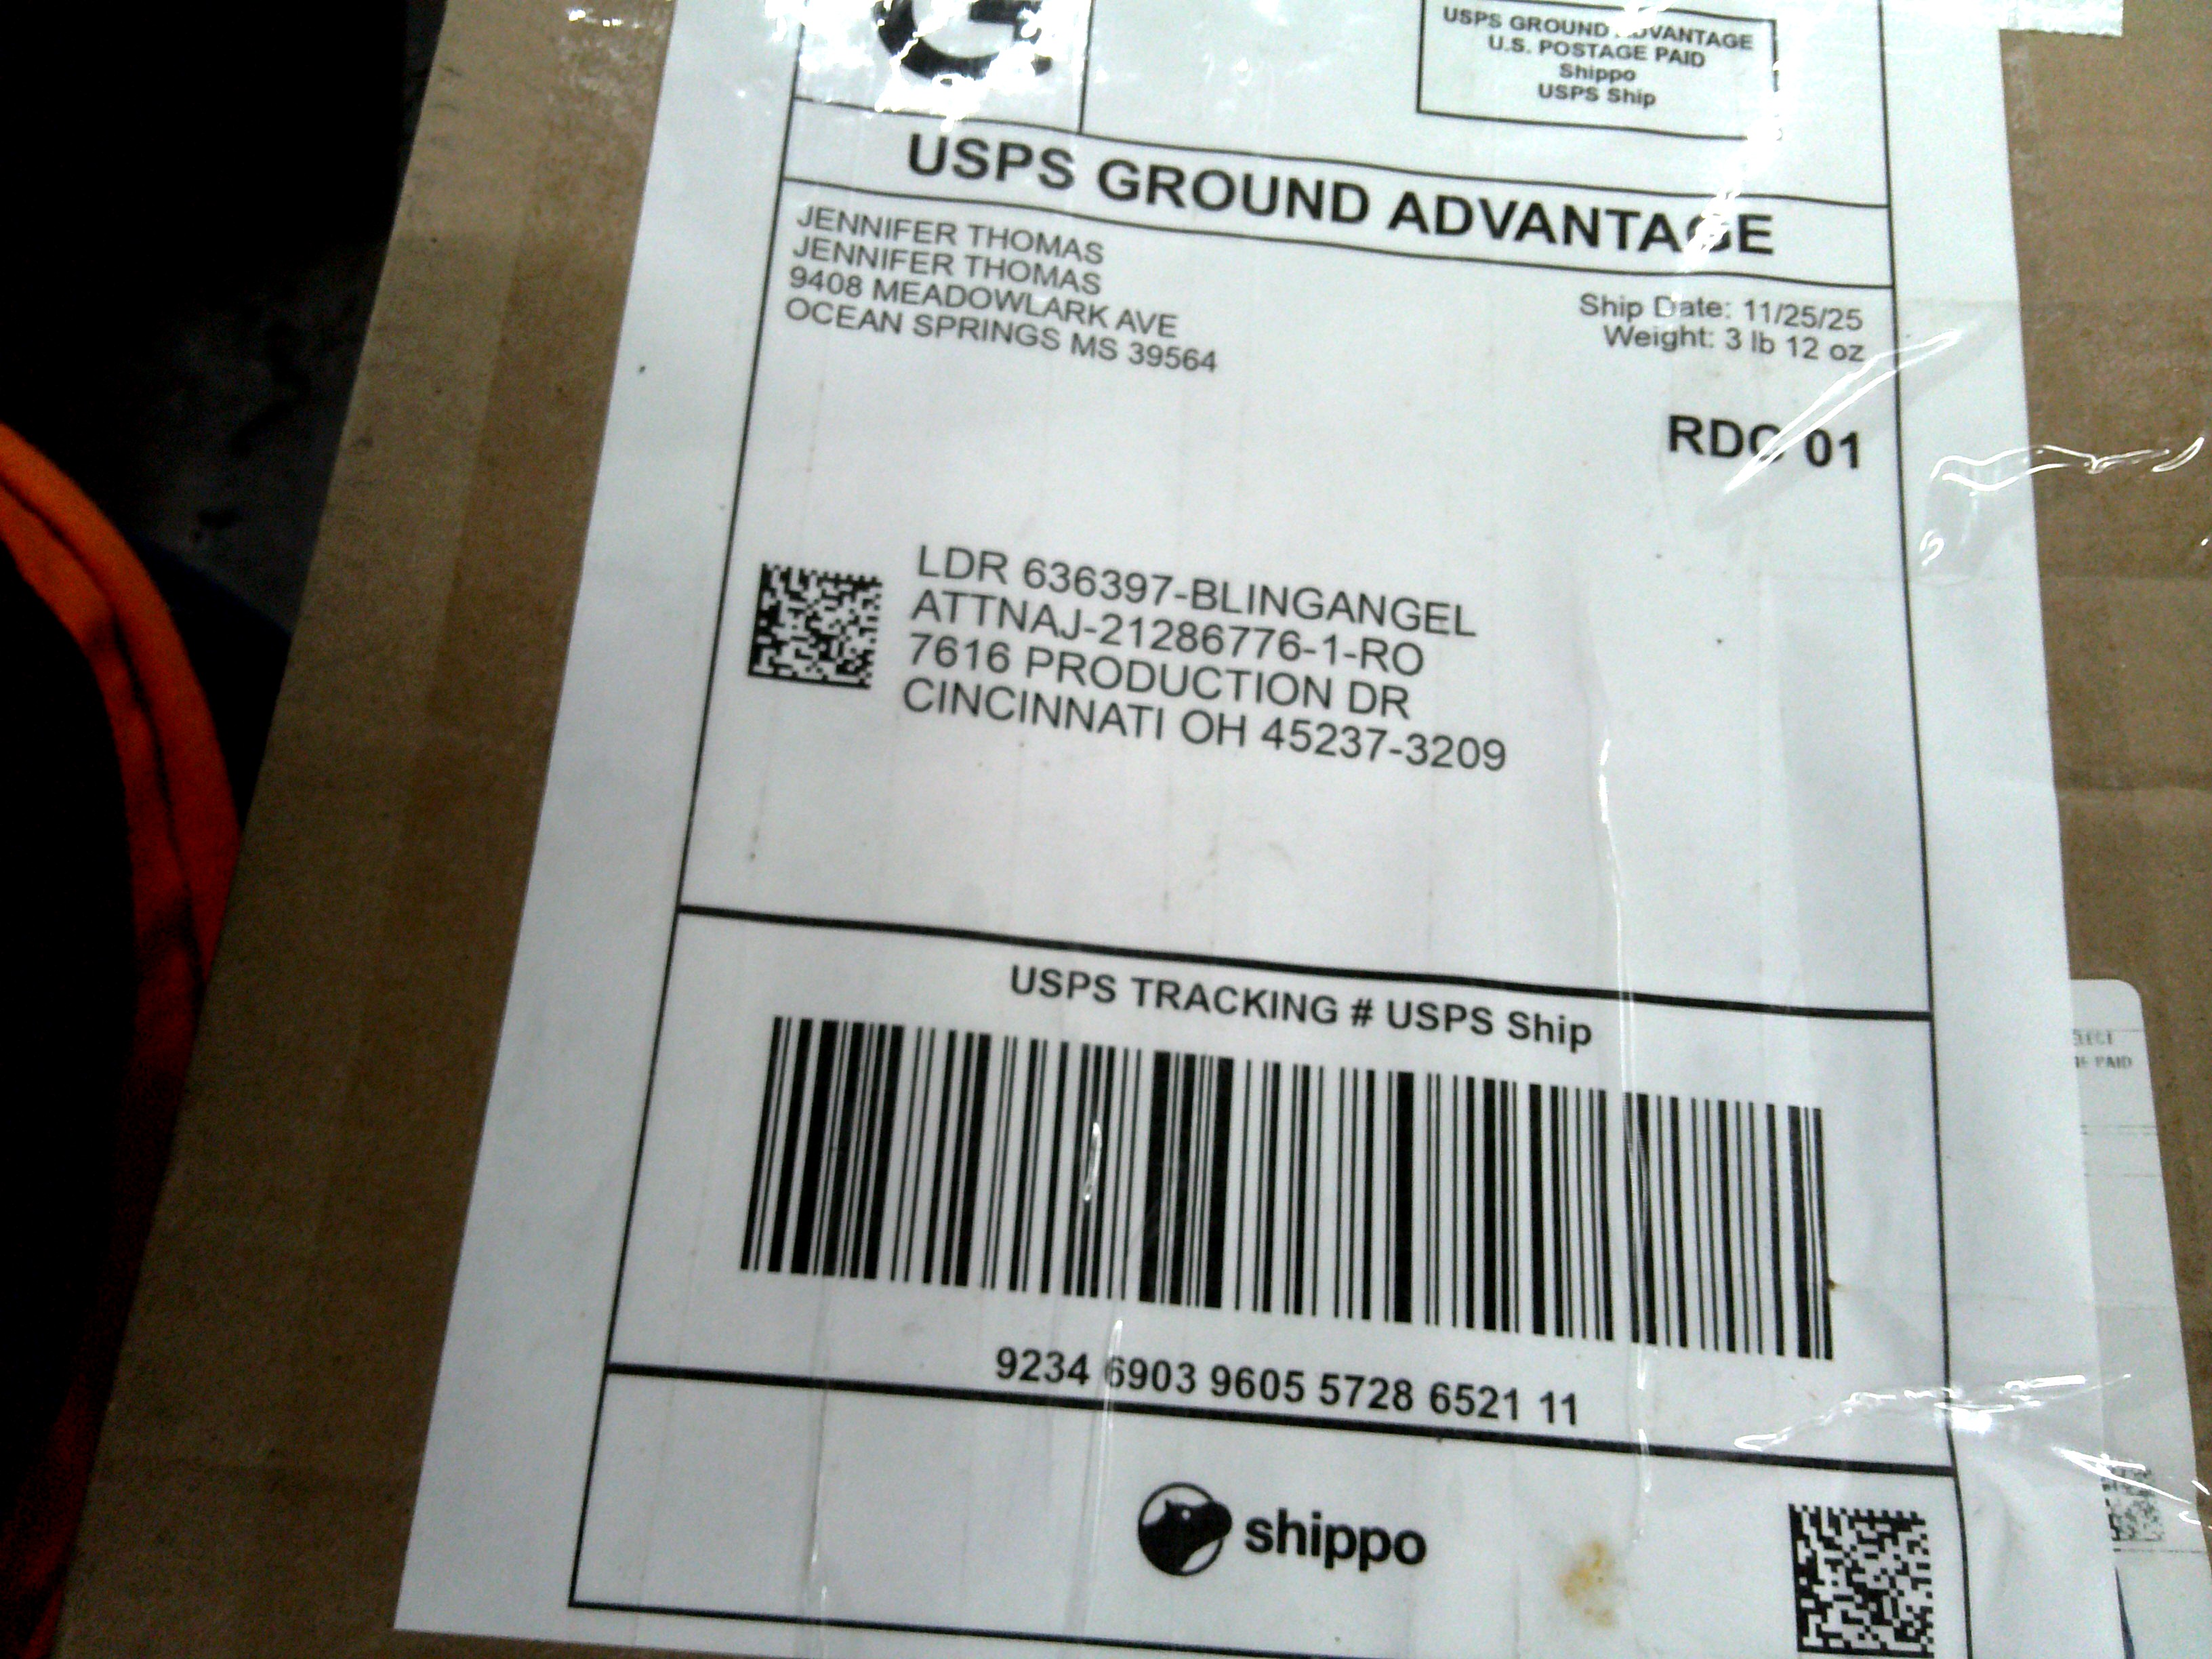 G
USPS GROUND ADVANTAGE
U.S. POSTAGE PAID
Shippo
USPS Ship
USPS GROUND ADVANTAGE
JENNIFER THOMAS
JENNIFER THOMAS
9408 MEADOWLARK AVE
OCEAN SPRINGS MS 39564
Ship Date: 11/25/25
Weight: 3 lb 12 oz
RDC 01
LDR 636397-BLINGANGEL
ATTNAJ-21286776-1-RO
7616 PRODUCTION DR
CINCINNATI OH 45237-3209
USPS TRACKING # USPS Ship
9234 6903 9605 5728 6521 11
shippo
PAID